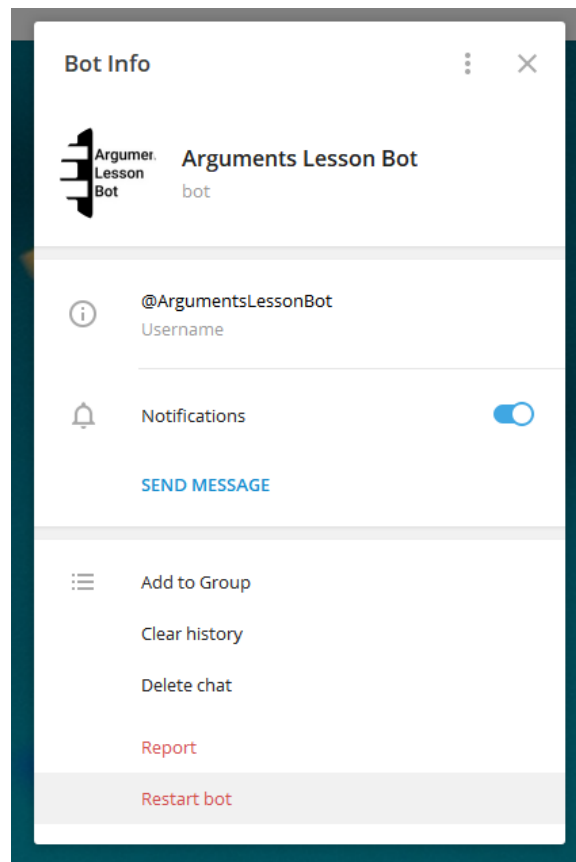 Bot Info
Argumer.
Lesson
Bot
Arguments Lesson Bot
bot
@ArgumentsLessonBot
Username
Notifications
SEND MESSAGE
Add to Group
Clear history
Delete chat
Report
Restart bot